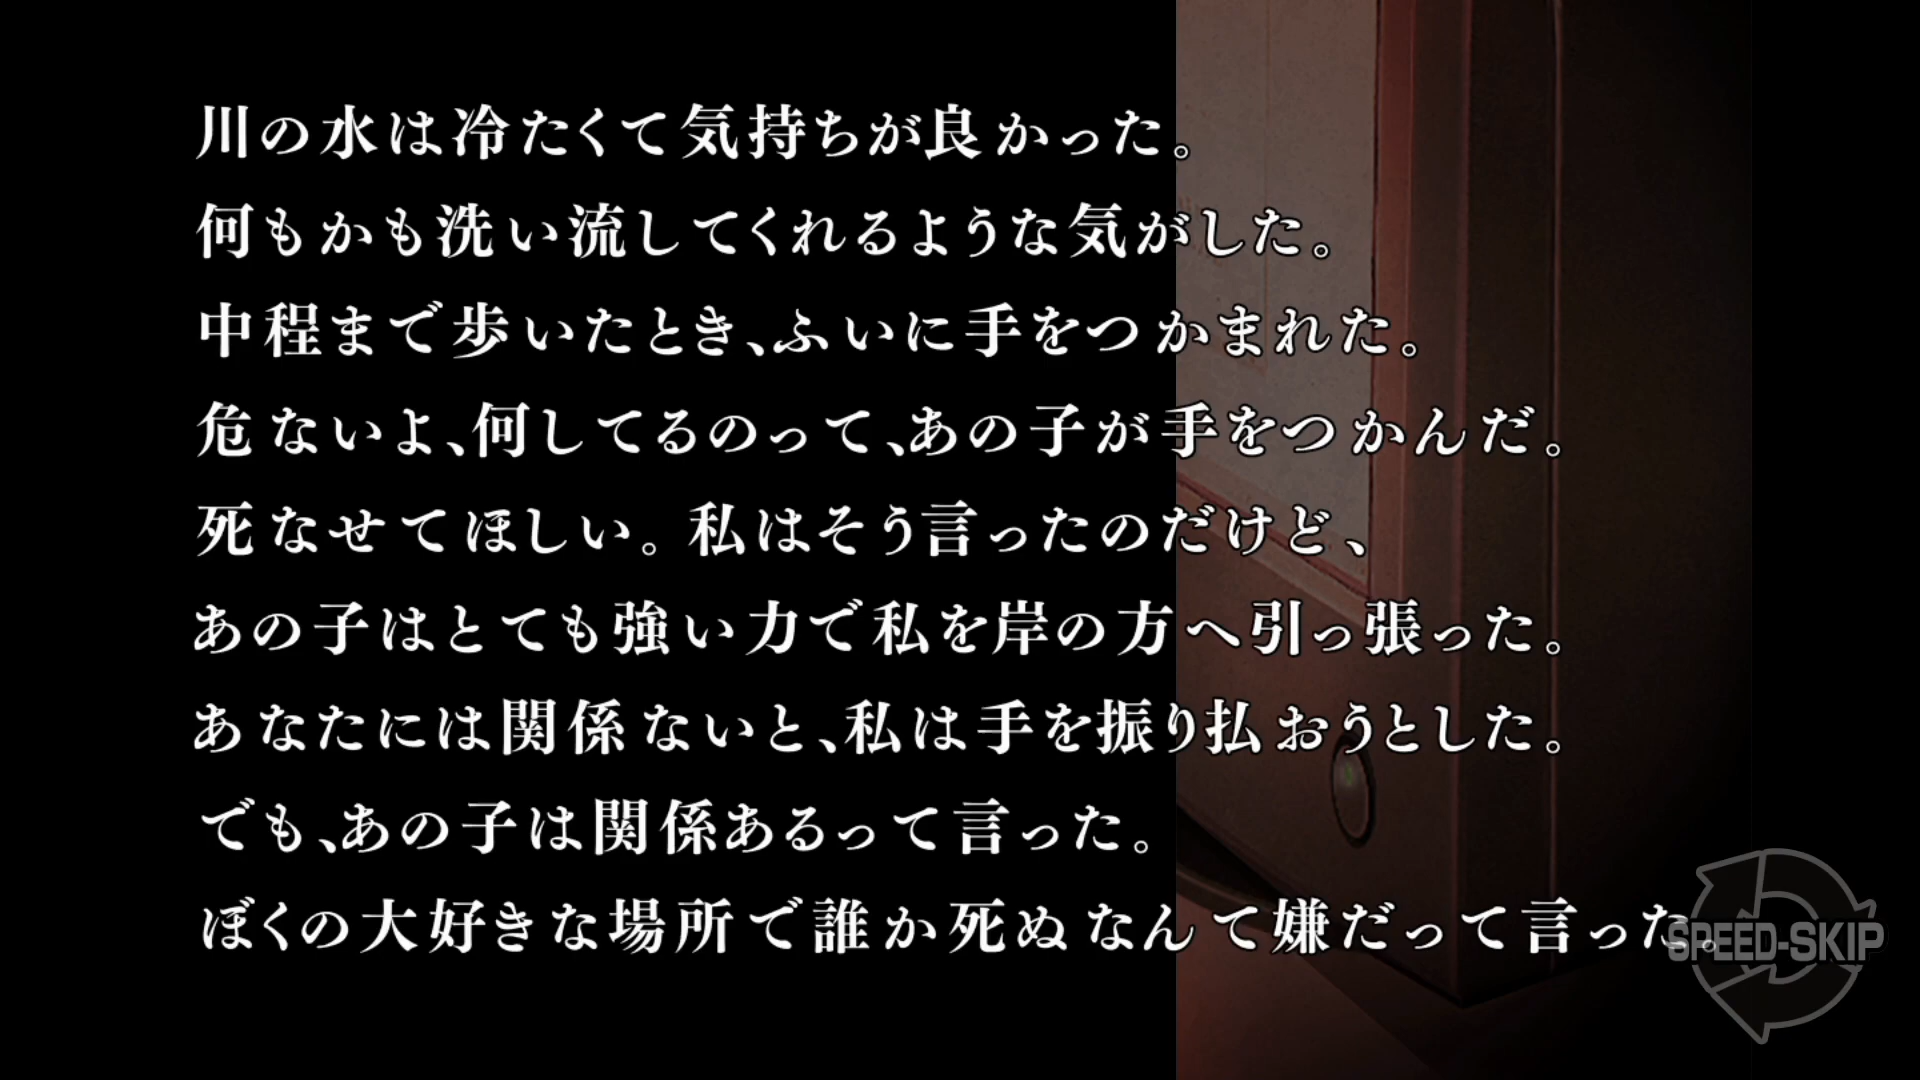 川の水は冷たくて気持ちが良かった。
何もかも洗い流してくれるような気がした。
中程まで歩いたとき、ふいに手をつかまれた。
危ないよ、何してるのって、あの子が手をつかんだ。
死なせてほしい。私はそう言ったのだけど、
あの子はとても強い力で私を岸の方へ引っ張った。
あなたには関係ないと、私は手を振り払おうとした。
でも、あの子は関係あるって言った。
ぼくの大好きな場所で誰か死ぬなんて嫌だって言った。
SPEED-SKIP